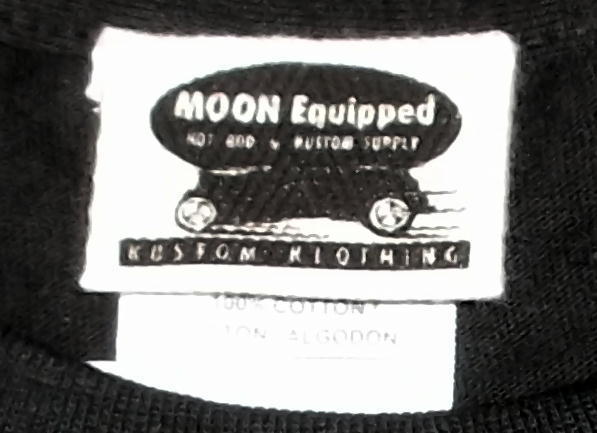 MOON Equipped
HOT ROD & KUSTOM SUPPLY
KUSTOM KLOTHING
100% COTTON
ALGODON